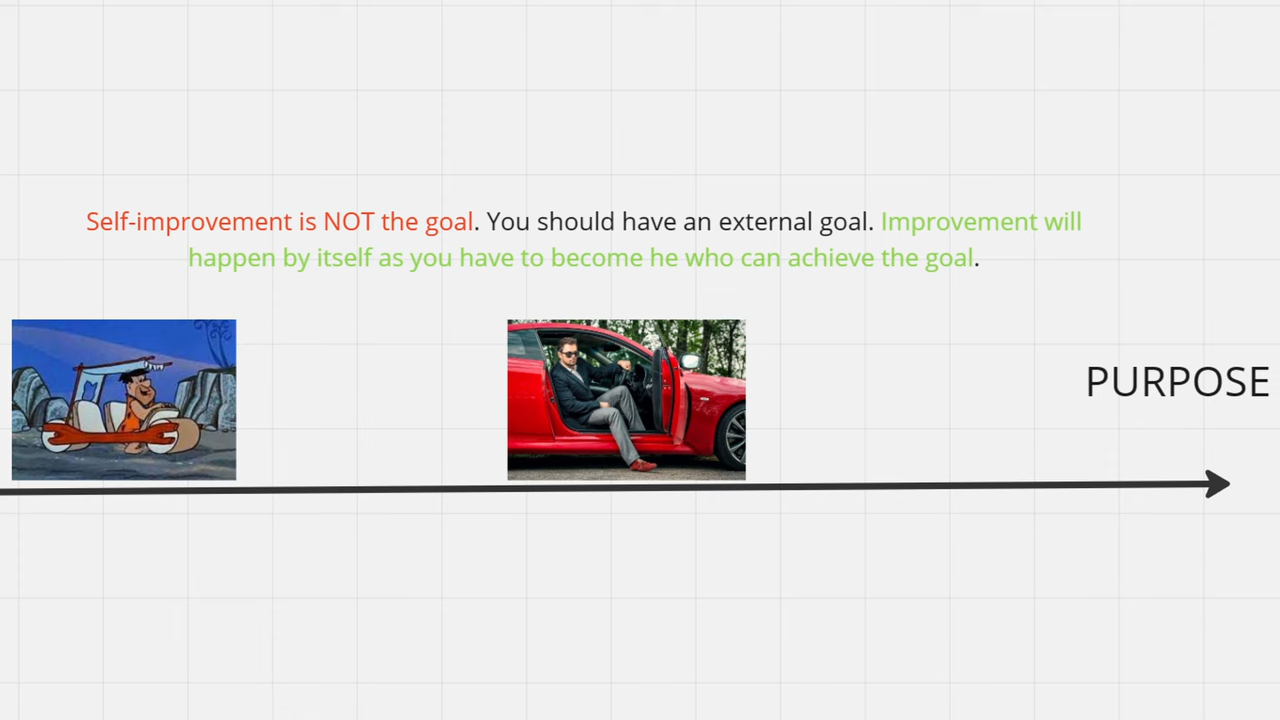 Self-improvement is NOT the goal. You should have an external goal. Improvement will
happen by itself as you have to become he who can achieve the goal.
PURPOSE